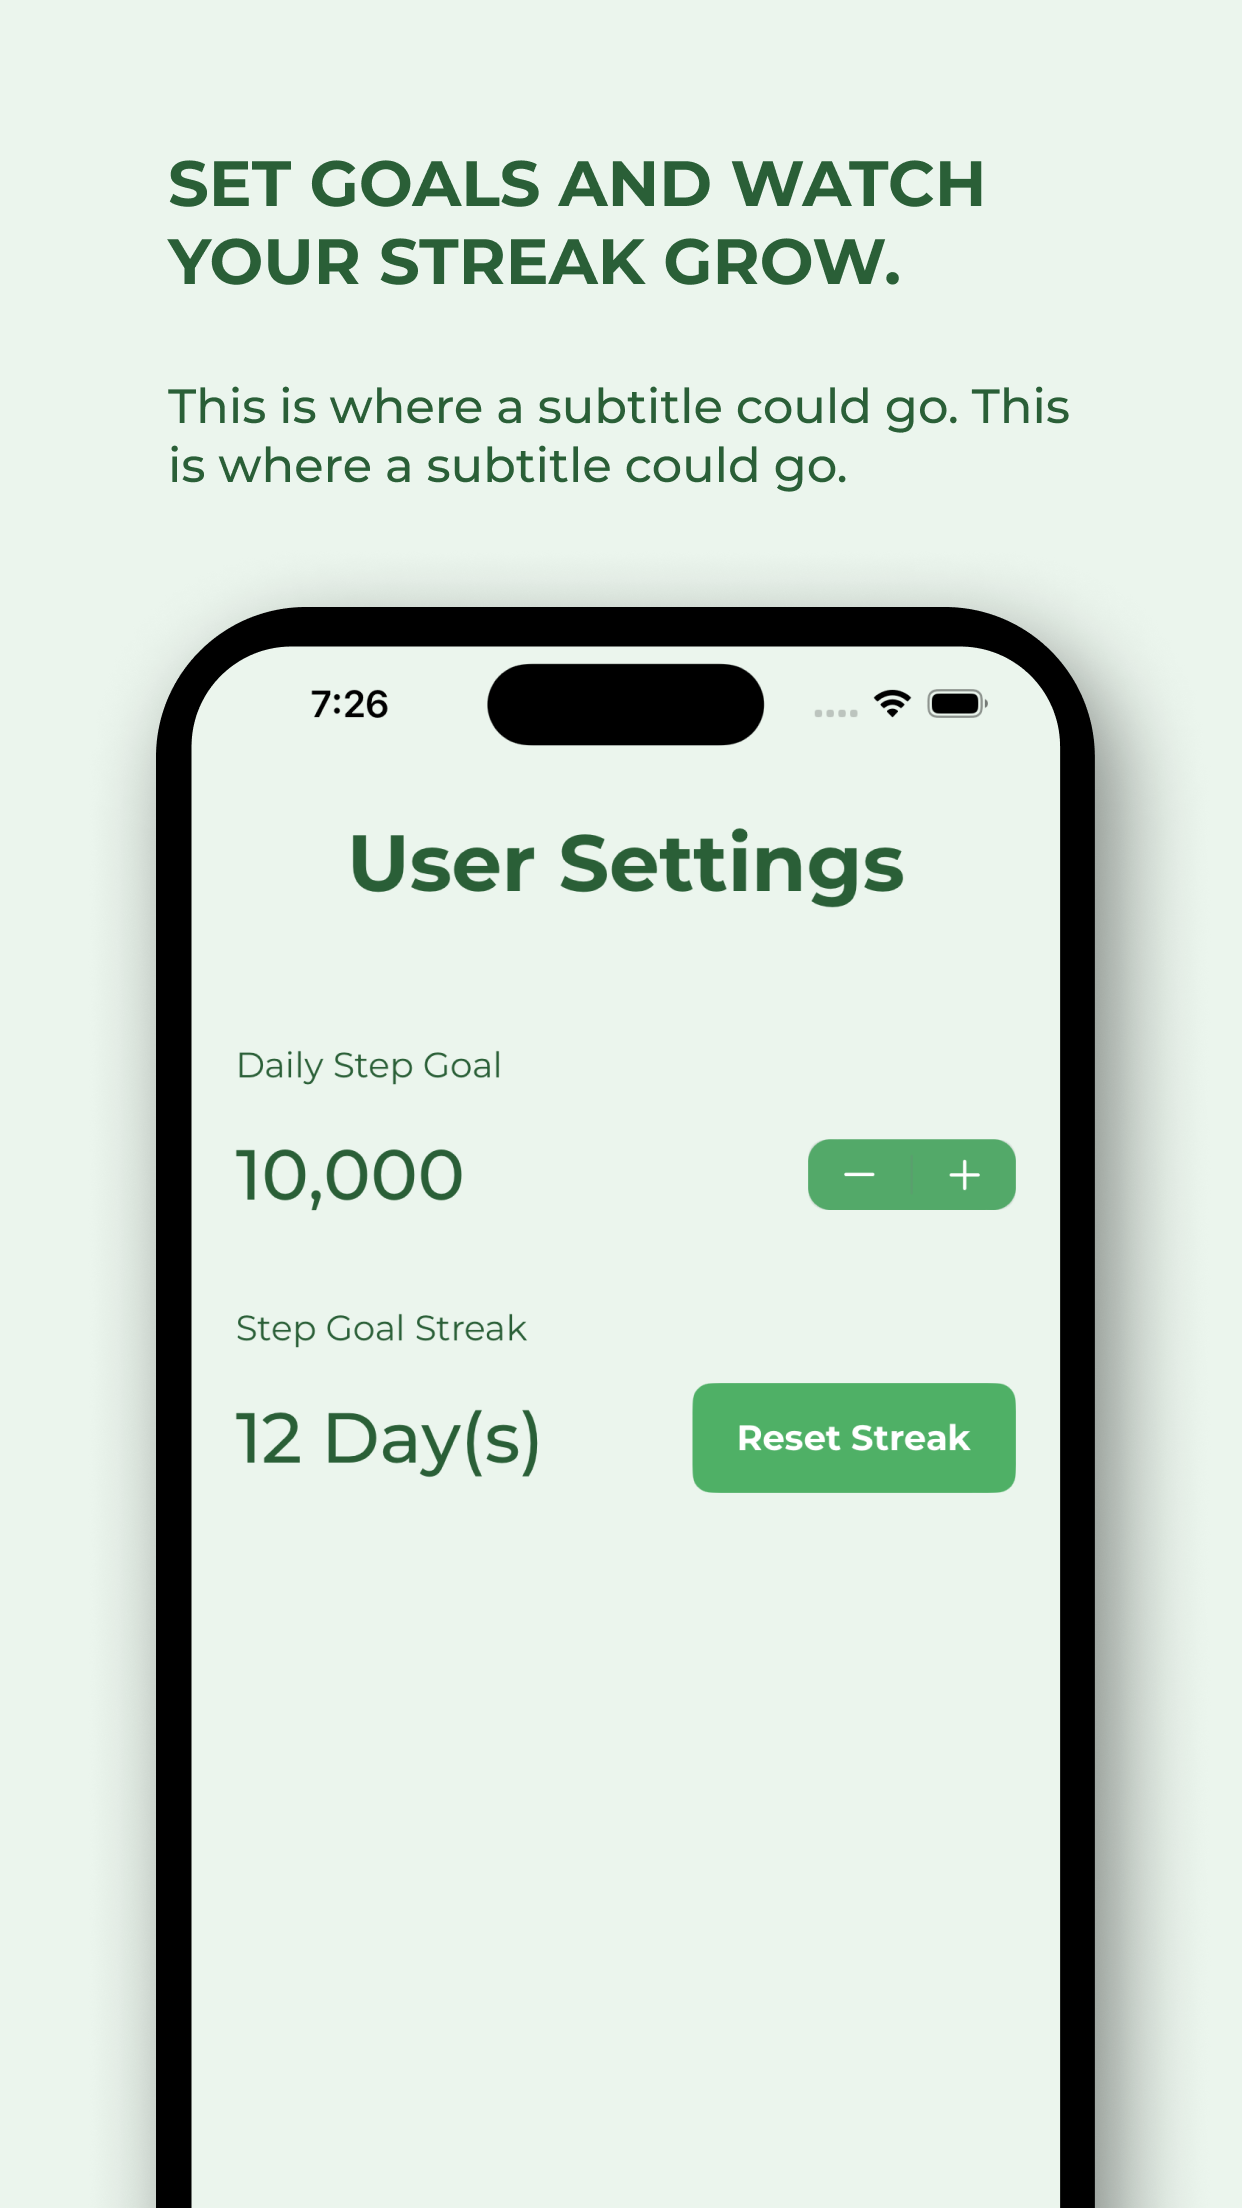 SET GOALS AND WATCH
YOUR STREAK GROW.
This is where a subtitle could go. This
is where a subtitle could go.
7:26
User Settings
Daily Step Goal
10,000
Step Goal Streak
12 Day(s)
Reset Streak